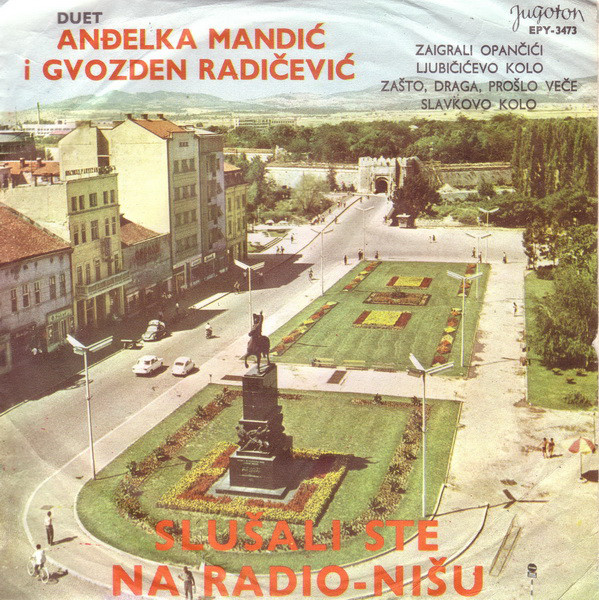 Jugoton
EPY-3473
DUET
ANĐELKA MANDIĆ
i GVOZDEN RADIČEVIĆ
ZAIGRALI OPANČIĆI
LJUBIČIĆEVO KOLO
ZAŠTO, DRAGA, PROŠLO VEČE
SLAVKOVO KOLO
SLUŠALI STE
NA RADIO-NIŠU